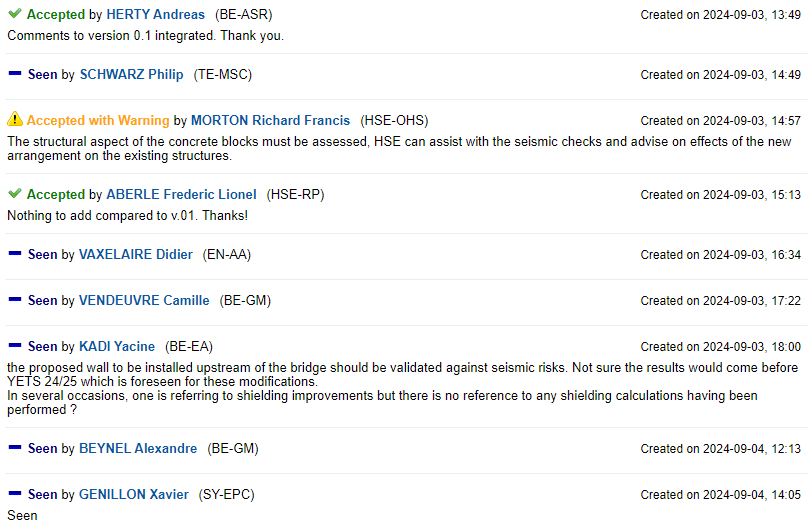 Accepted by HERTY Andreas (BE-ASR) Created on 2024-09-03, 13:49
Comments to version 0.1 integrated. Thank you.
Seen by SCHWARZ Philip (TE-MSC) Created on 2024-09-03, 14:49
Accepted with Warning by MORTON Richard Francis (HSE-OHS) Created on 2024-09-03, 14:57
The structural aspect of the concrete blocks must be assessed, HSE can assist with the seismic checks and advise on effects of the new
arrangement on the existing structures.
Accepted by ABERLE Frederic Lionel (HSE-RP) Created on 2024-09-03, 15:13
Nothing to add compared to v.01. Thanks!
Seen by VAXELAIRE Didier (EN-AA) Created on 2024-09-03, 16:34
Seen by VENDEUVRE Camille (BE-GM) Created on 2024-09-03, 17:22
Seen by KADI Yacine (BE-EA) Created on 2024-09-03, 18:00
the proposed wall to be installed upstream of the bridge should be validated against seismic risks. Not sure the results would come before
YETS 24/25 which is foreseen for these modifications.
In several occasions, one is referring to shielding improvements but there is no reference to any shielding calculations having been
performed ?
Seen by BEYNEL Alexandre (BE-GM) Created on 2024-09-04, 12:13
Seen by GENILLON Xavier (SY-EPC) Created on 2024-09-04, 14:05
Seen